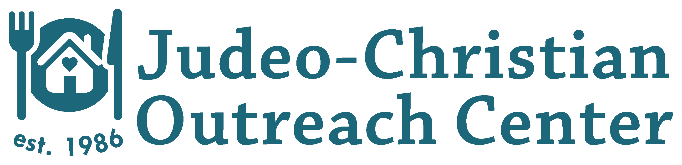 Judeo-Christian
Outreach Center
est. 1986